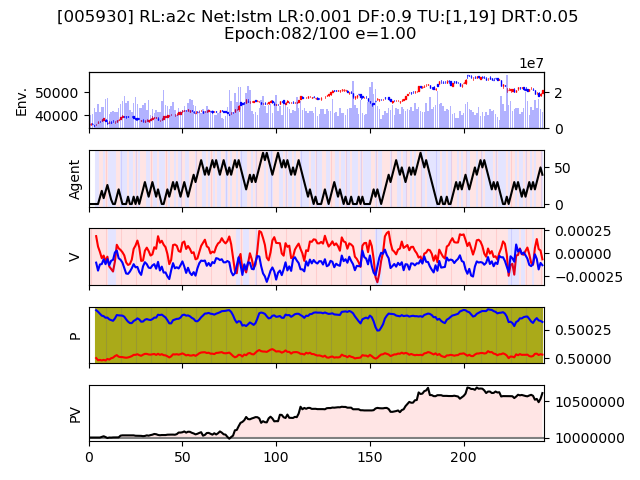 [005930] RL:a2c Net:lstm LR:0.001 DF:0.9 TU:[1,19] DRT:0.05
Epoch:082/100 e=1.00
1e7
Env.
50000
40000
2
0
Agent
50
0
V
0.00025
0.00000
−0.00025
P
0.50025
0.50000
PV
10500000
10000000
0 50 100 150 200